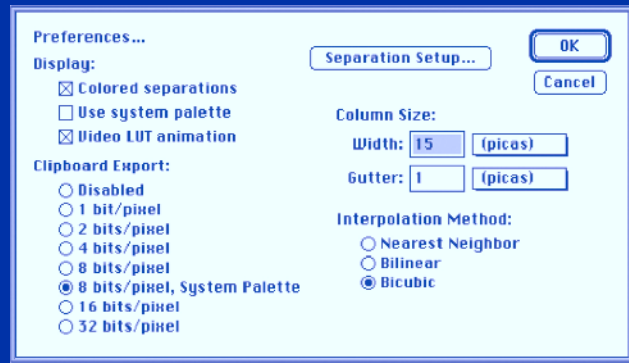 Preferences...
Display:
Colored separations
Use system palette
Video LUT animation
Clipboard Export:
Disabled
1 bit/pixel
2 bits/pixel
4 bits/pixel
8 bits/pixel
8 bits/pixel, System Palette
16 bits/pixel
32 bits/pixel
Separation Setup...
OK
Cancel
Column Size:
Width: 15 (picas)
Gutter: 1 (picas)
Interpolation Method:
Nearest Neighbor
Bilinear
Bicubic